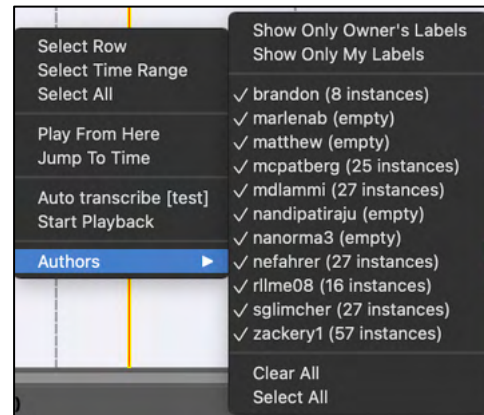 Select Row
Select Time Range
Select All
Play From Here
Jump To Time
Auto transcribe [test]
Start Playback
Authors
Show Only Owner's Labels
Show Only My Labels
✓ brandon (8 instances)
✓ marlenab (empty)
✓ matthew (empty)
✓ mcpatberg (25 instances)
✓ mdlammi (27 instances)
✓ nandipatiraju (empty)
✓ nanorma3 (empty)
✓ nefahrer (27 instances)
✓ rllme08 (16 instances)
✓ sglimcher (27 instances)
✓ zackery1 (57 instances)
Clear All
Select All